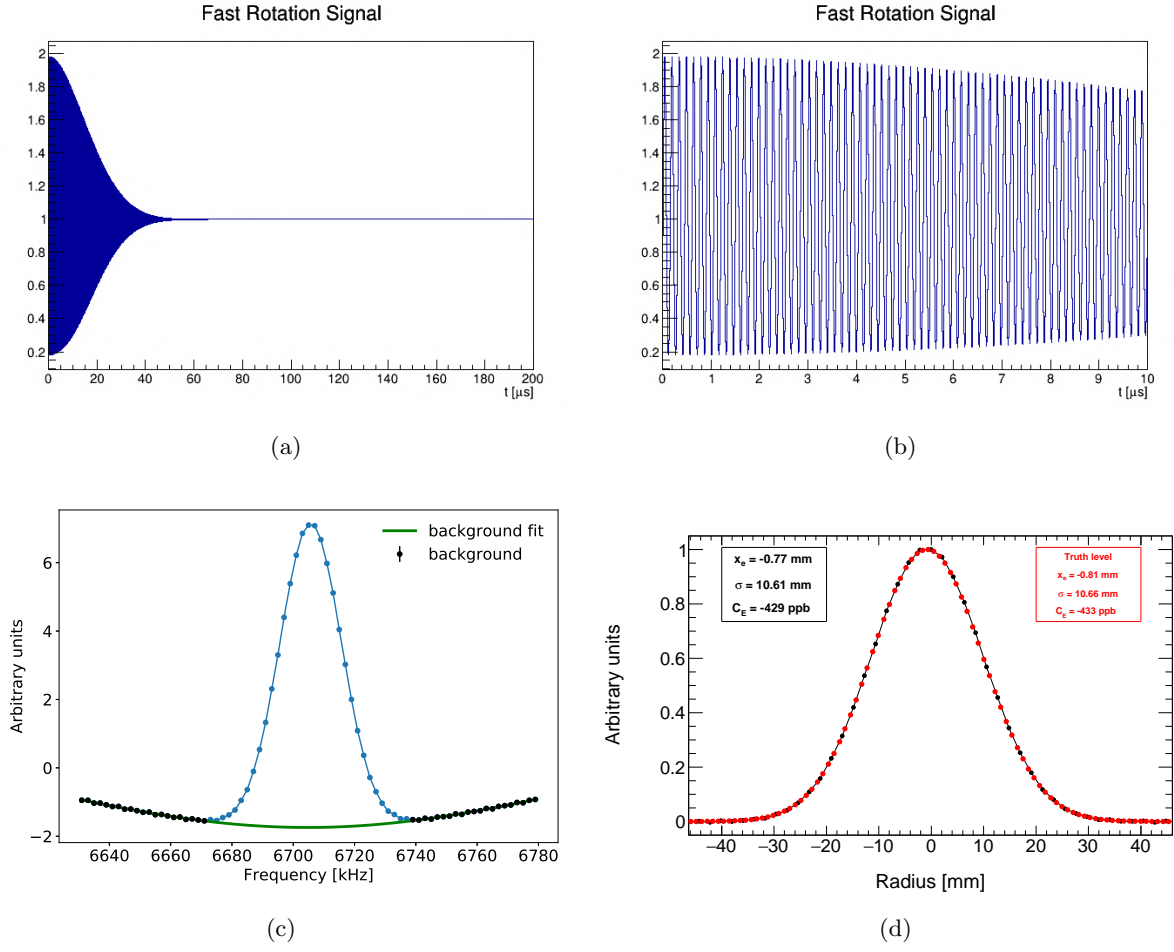 Fast Rotation Signal
2
1.8
1.6
1.4
1.2
1
0.8
0.6
0.4
0.2
0 20 40 60 80 100 120 140 160 180 200
t [μs]
(a)
Fast Rotation Signal
2
1.8
1.6
1.4
1.2
1
0.8
0.6
0.4
0.2
0 1 2 3 4 5 6 7 8 9 10
t [μs]
(b)
background fit
background
Arbitrary units
6
4
2
0
−2
6640 6660 6680 6700 6720 6740 6760 6780
Frequency [kHz]
(c)
xe = -0.77 mm
σ = 10.61 mm
CE = -429 ppb
Truth level
xe = -0.81 mm
σ = 10.66 mm
CE = -433 ppb
Arbitrary units
1
0.8
0.6
0.4
0.2
0
−40 −30 −20 −10 0 10 20 30 40
Radius [mm]
(d)